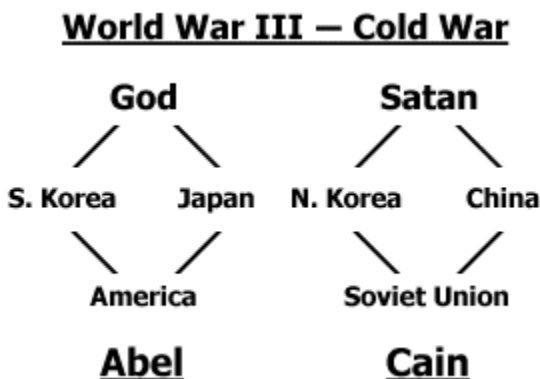 World War III — Cold War
God Satan
S. Korea Japan N. Korea China
America Soviet Union
Abel Cain